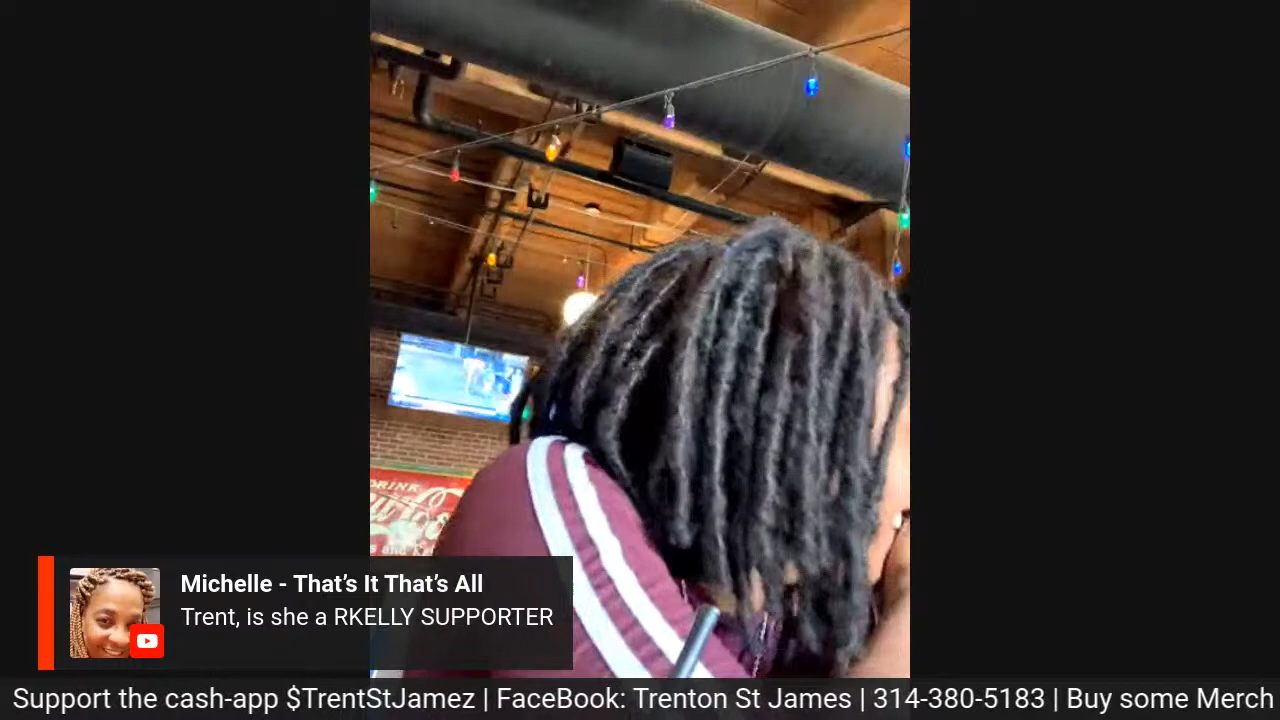 DRINK
Michelle - That’s It That’s All
Trent, is she a RKELLY SUPPORTER
Support the cash-app $TrentStJamez | FaceBook: Trenton St James | 314-380-5183 | Buy some Merch